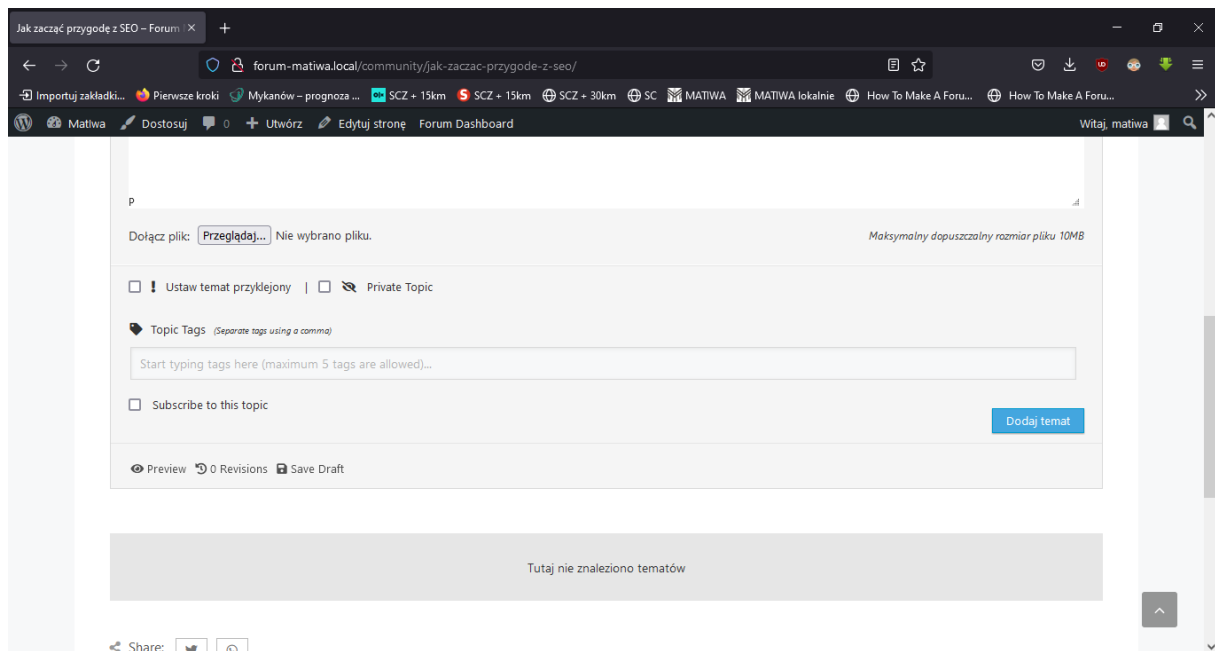 Jak zacząć przygodę z SEO – Forum
forum-matiwa.local/community/jak-zaczac-przygode-z-seo/
Importuj zakładki... Pierwsze kroki Mykanów – prognoza ... SCZ + 15km SCZ + 15km SCZ + 30km SC MATIWA MATIWA lokalnie How To Make A Foru... How To Make A Foru...
Matiwa Dostosuj 0 Utwórz Edytuj stronę Forum Dashboard Witaj, matiwa
P
Dołącz plik: Przeglądaj... Nie wybrano pliku. Maksymalny dopuszczalny rozmiar pliku 10MB
Ustaw temat przyklejony | Private Topic
Topic Tags (Separate tags using a comma)
Start typing tags here (maximum 5 tags are allowed)...
Subscribe to this topic
Dodaj temat
Preview 0 Revisions Save Draft
Tutaj nie znaleziono tematów
Share: